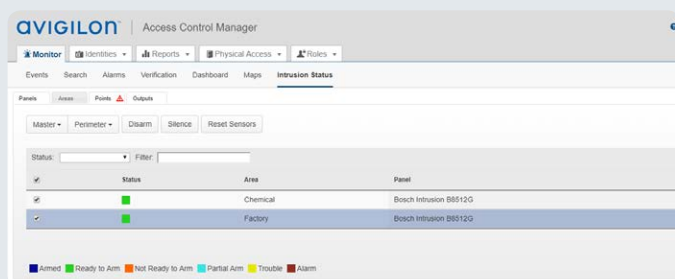 AVIGILON™ | Access Control Manager
Monitor Identities Reports Physical Access Roles
Events Search Alarms Verification Dashboard Maps Intrusion Status
Panels Areas Points Outputs
Master Perimeter Disarm Silence Reset Sensors
Status: Filter:
Status Area Panel
Chemical Bosch Intrusion B8512G
Factory Bosch Intrusion B8512G
Armed Ready to Arm Not Ready to Arm Partial Arm Trouble Alarm